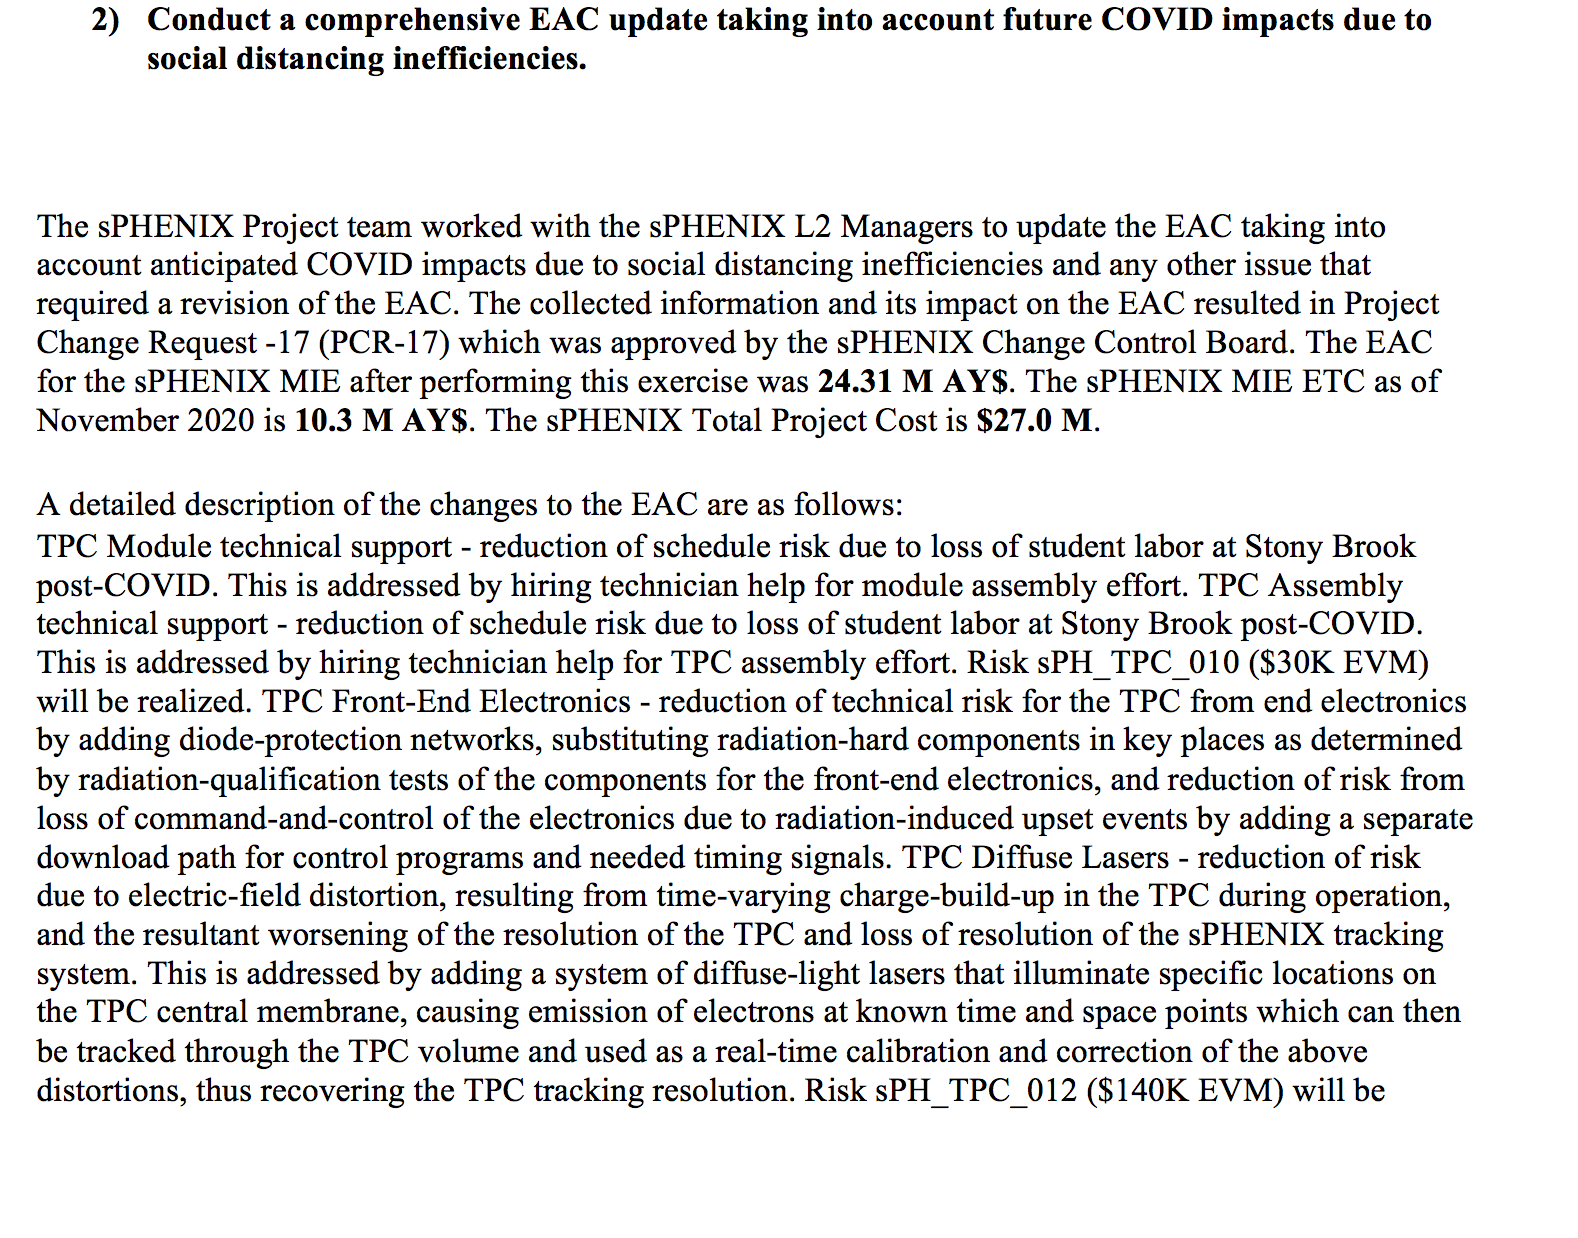 2) Conduct a comprehensive EAC update taking into account future COVID impacts due to
social distancing inefficiencies.
The sPHENIX Project team worked with the sPHENIX L2 Managers to update the EAC taking into
account anticipated COVID impacts due to social distancing inefficiencies and any other issue that
required a revision of the EAC. The collected information and its impact on the EAC resulted in Project
Change Request -17 (PCR-17) which was approved by the sPHENIX Change Control Board. The EAC
for the sPHENIX MIE after performing this exercise was 24.31 M AY$. The sPHENIX MIE ETC as of
November 2020 is 10.3 M AY$. The sPHENIX Total Project Cost is $27.0 M.
A detailed description of the changes to the EAC are as follows:
TPC Module technical support - reduction of schedule risk due to loss of student labor at Stony Brook
post-COVID. This is addressed by hiring technician help for module assembly effort. TPC Assembly
technical support - reduction of schedule risk due to loss of student labor at Stony Brook post-COVID.
This is addressed by hiring technician help for TPC assembly effort. Risk sPH_TPC_010 ($30K EVM)
will be realized. TPC Front-End Electronics - reduction of technical risk for the TPC from end electronics
by adding diode-protection networks, substituting radiation-hard components in key places as determined
by radiation-qualification tests of the components for the front-end electronics, and reduction of risk from
loss of command-and-control of the electronics due to radiation-induced upset events by adding a separate
download path for control programs and needed timing signals. TPC Diffuse Lasers - reduction of risk
due to electric-field distortion, resulting from time-varying charge-build-up in the TPC during operation,
and the resultant worsening of the resolution of the TPC and loss of resolution of the sPHENIX tracking
system. This is addressed by adding a system of diffuse-light lasers that illuminate specific locations on
the TPC central membrane, causing emission of electrons at known time and space points which can then
be tracked through the TPC volume and used as a real-time calibration and correction of the above
distortions, thus recovering the TPC tracking resolution. Risk sPH_TPC_012 ($140K EVM) will be